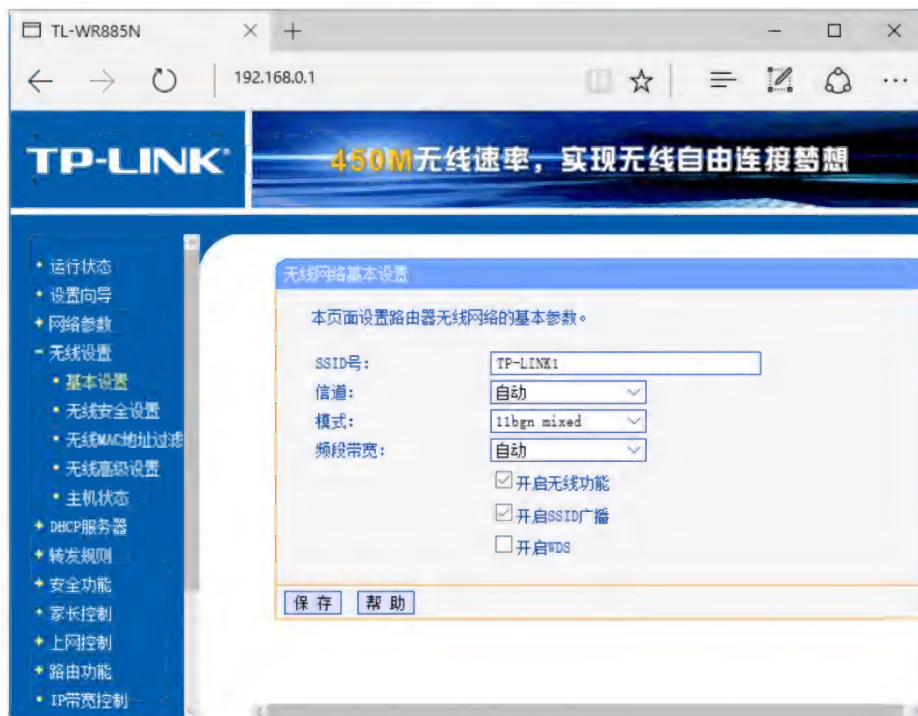 TL-WR885N
192.168.0.1
TP-LINK®
450M无线速率，实现无线自由连接梦想
运行状态
设置向导
网络参数
无线设置
基本设置
无线安全设置
无线MAC地址过滤
无线高级设置
主机状态
DHCP服务器
转发规则
安全功能
家长控制
上网控制
路由功能
IP带宽控制
无线网络基本设置
本页面设置路由器无线网络的基本参数。
SSID号： TP-LINK1
信道： 自动
模式： 11bgn mixed
频段带宽： 自动
开启无线功能
开启SSID广播
开启WDS
保存 帮助